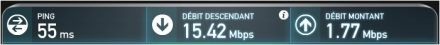 PING
55 ms
DÉBIT DESCENDANT
15.42 Mbps
DÉBIT MONTANT
1.77 Mbps